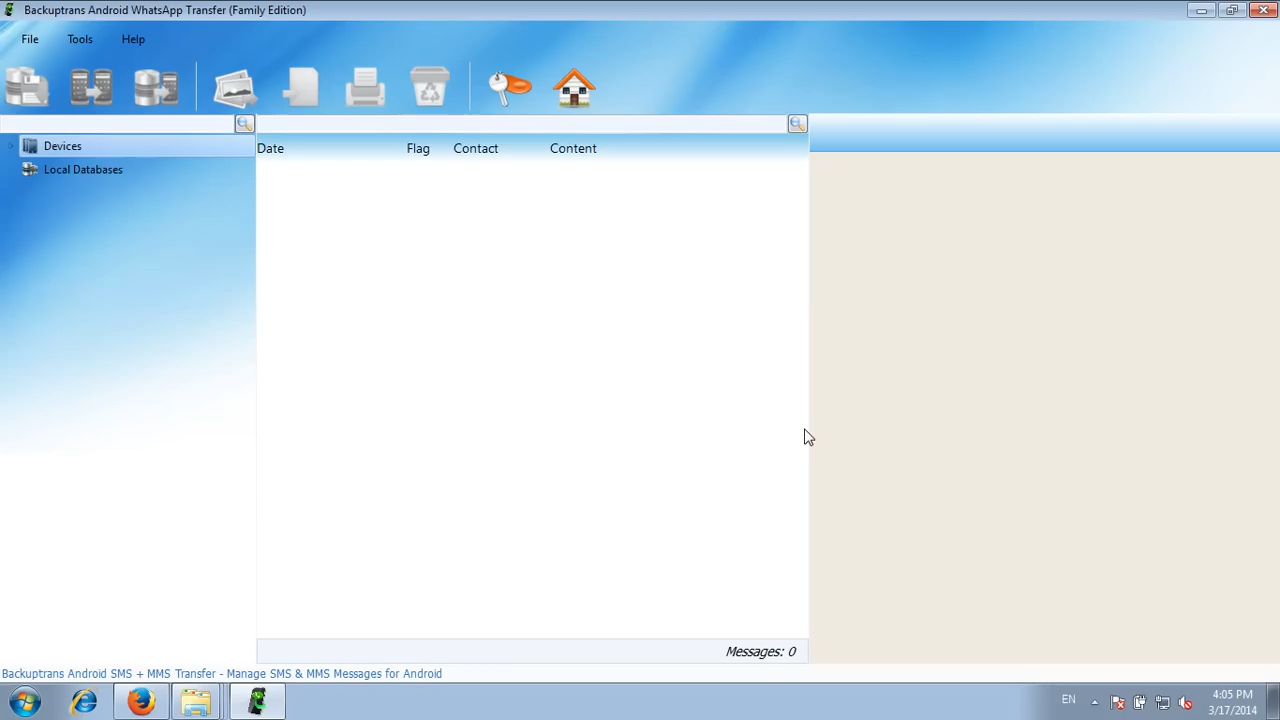 Backuptrans Android WhatsApp Transfer (Family Edition)
File Tools Help
Devices
Local Databases
Date Flag Contact Content
Messages: 0
Backuptrans Android SMS + MMS Transfer - Manage SMS & MMS Messages for Android
EN
4:05 PM
3/17/2014